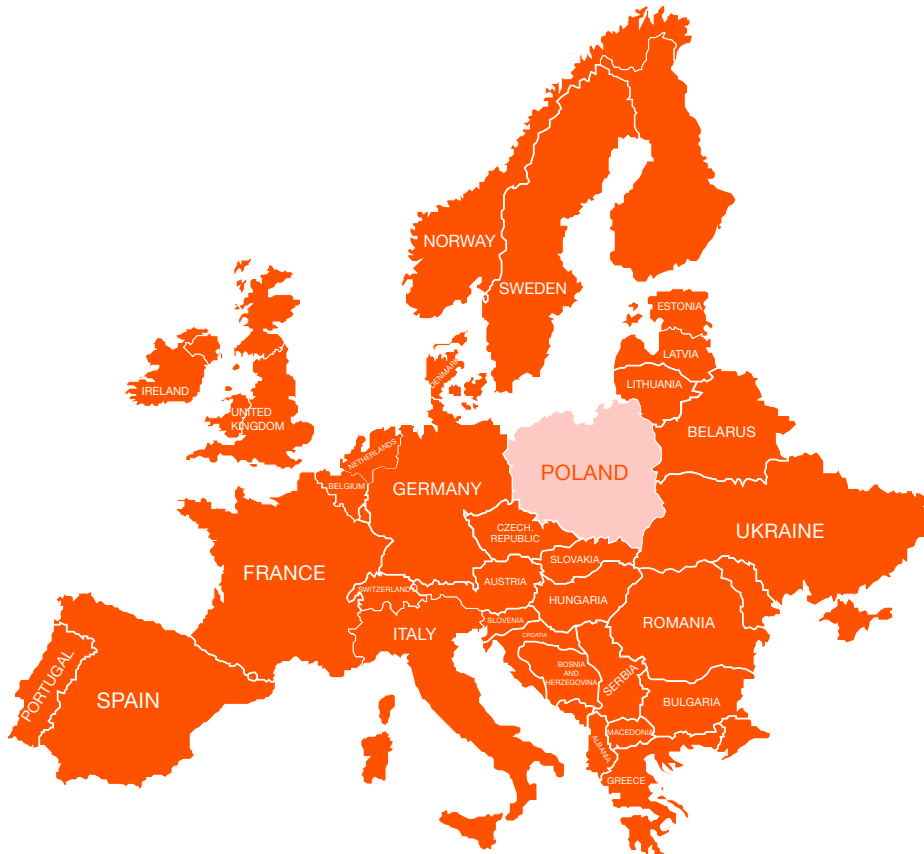 NORWAY
SWEDEN
ESTONIA
LATVIA
LITHUANIA
DENMARK
IRELAND
UNITED
KINGDOM
BELARUS
NETHERLANDS
BELGIUM
GERMANY
POLAND
CZECH.
REPUBLIC
UKRAINE
SLOVAKIA
FRANCE
SWITZERLAND
AUSTRIA
HUNGARY
HUNGARIA
ROMANIA
SLOVENIA
CROATIA
ITALY
BOSNIA
AND
HERZEGOVINA
SERBIA
PORTUGAL
SPAIN
BULGARIA
MACEDONIA
ALBANIA
GREECE